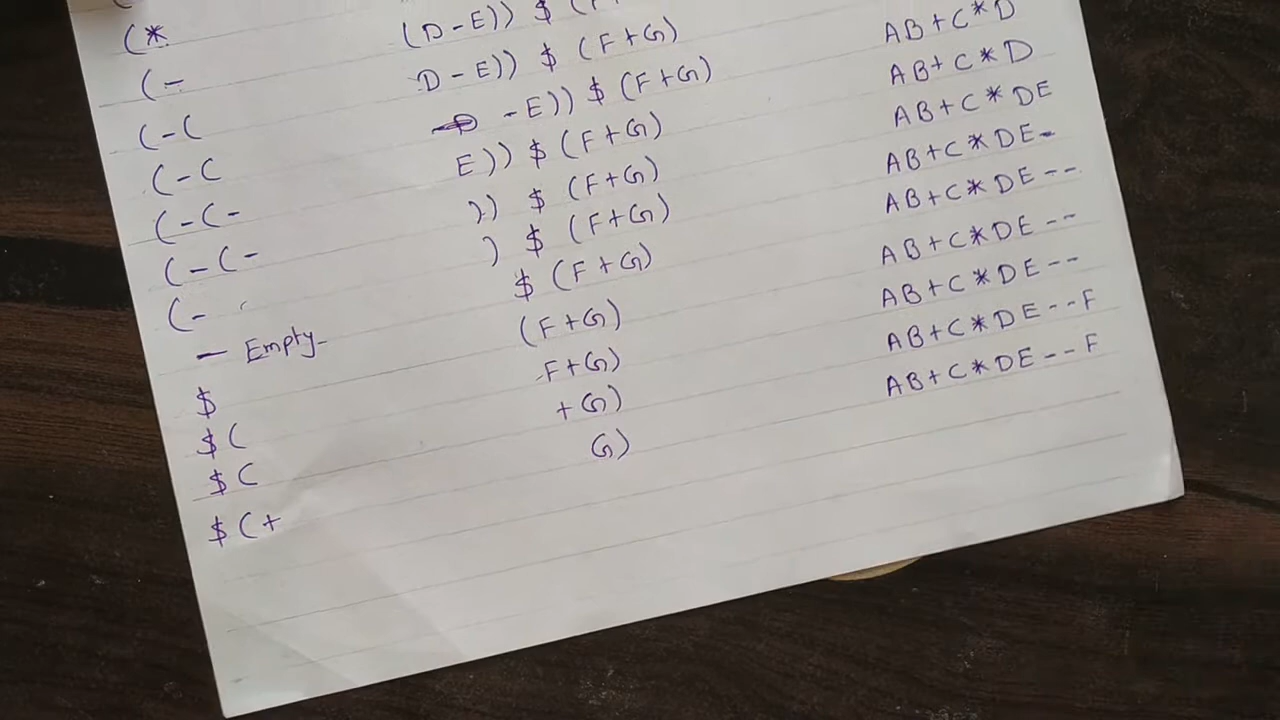 (* (D-E)) $ (F AB+C*D
(- D-E)) $ (F+G) AB+C*D
(-( -E)) $ (F+G) AB+C*DE
(-( E)) $ (F+G) AB+C*DE-
(-(- )) $ (F+G) AB+C*DE--
(-(- ) $ (F+G) AB+C*DE--
(- $ (F+G) AB+C*DE--
- Empty- (F+G) AB+C*DE--F
$ F+G) AB+C*DE--F
$( +G)
$( G)
$(+